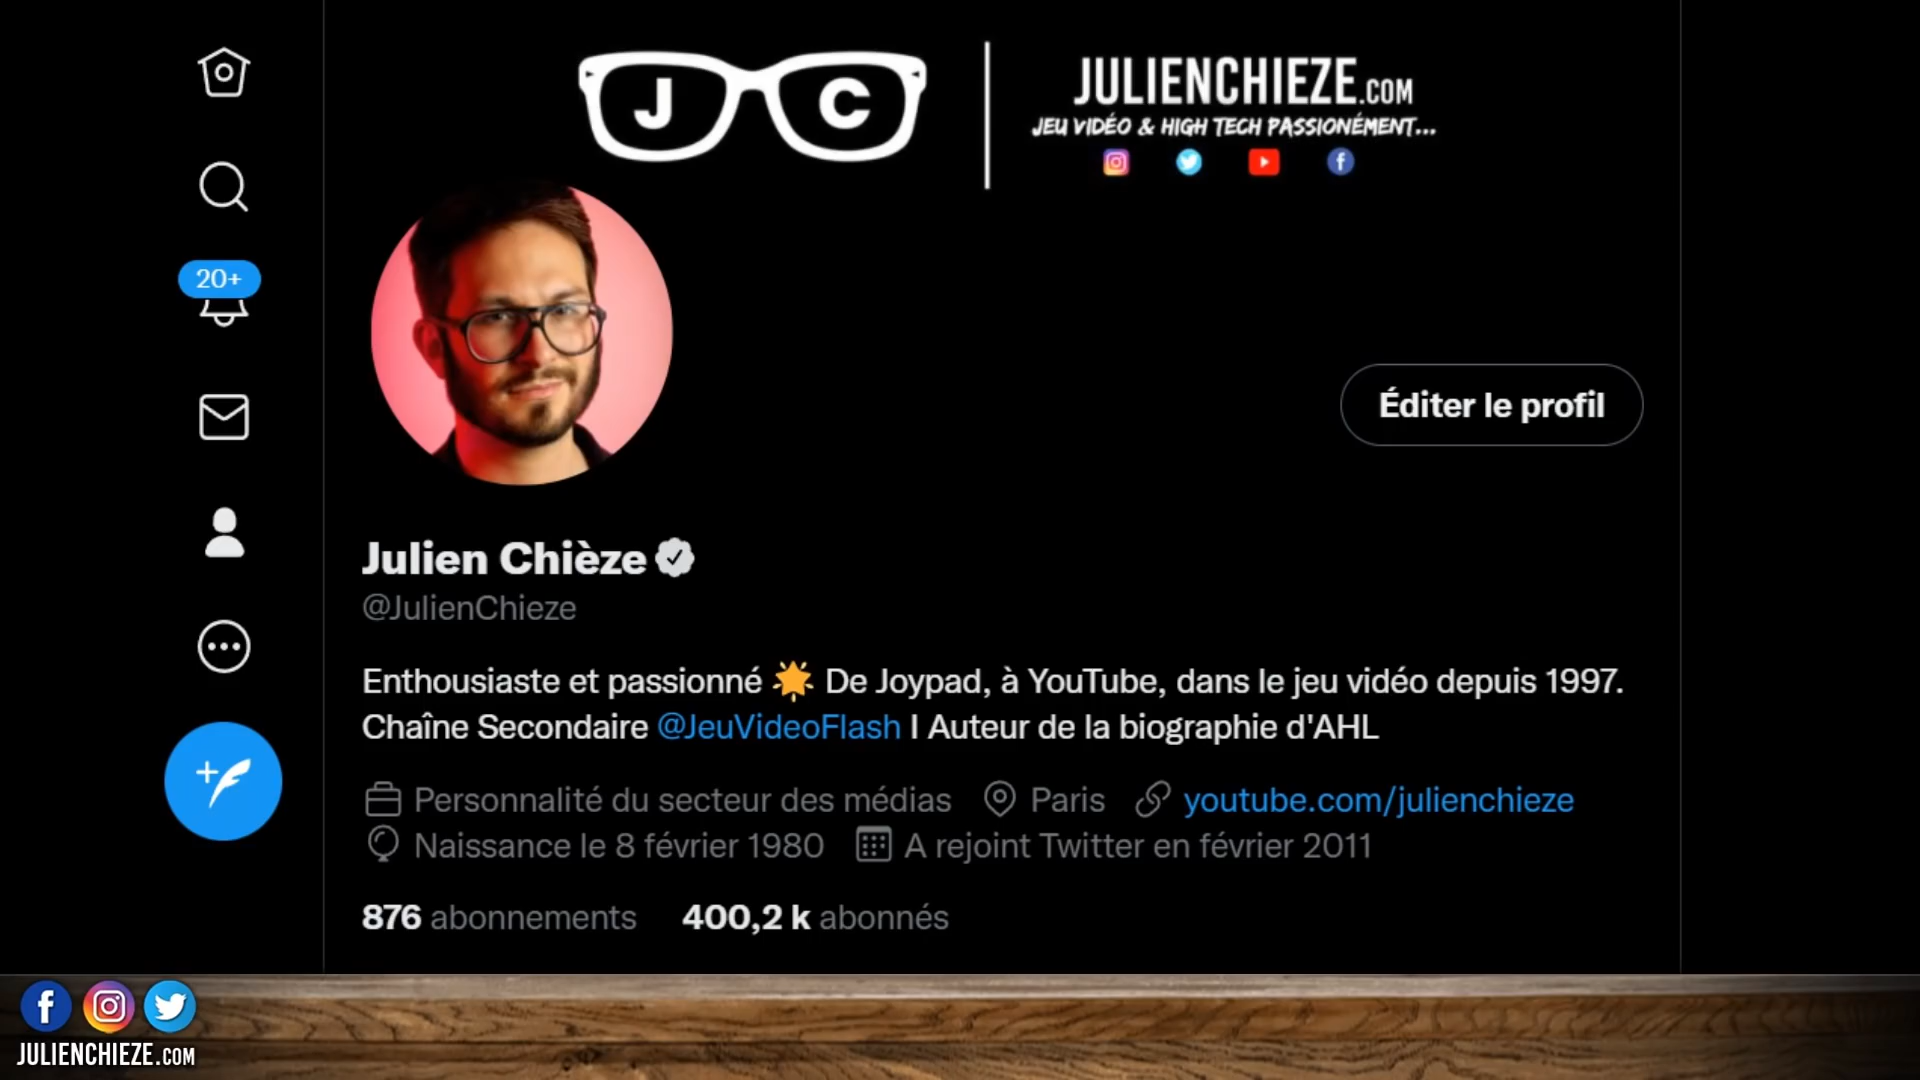 J C
JULIENCHIEZE.COM
JEU VIDÉO & HIGH TECH PASSIONÉMENT...
20+
Éditer le profil
Julien Chièze
@JulienChieze
Enthousiaste et passionné 🌟 De Joypad, à YouTube, dans le jeu vidéo depuis 1997.
Chaîne Secondaire @JeuVideoFlash I Auteur de la biographie d'AHL
Personnalité du secteur des médias Paris youtube.com/julienchieze
Naissance le 8 février 1980 A rejoint Twitter en février 2011
876 abonnements 400,2 k abonnés
JULIENCHIEZE.COM